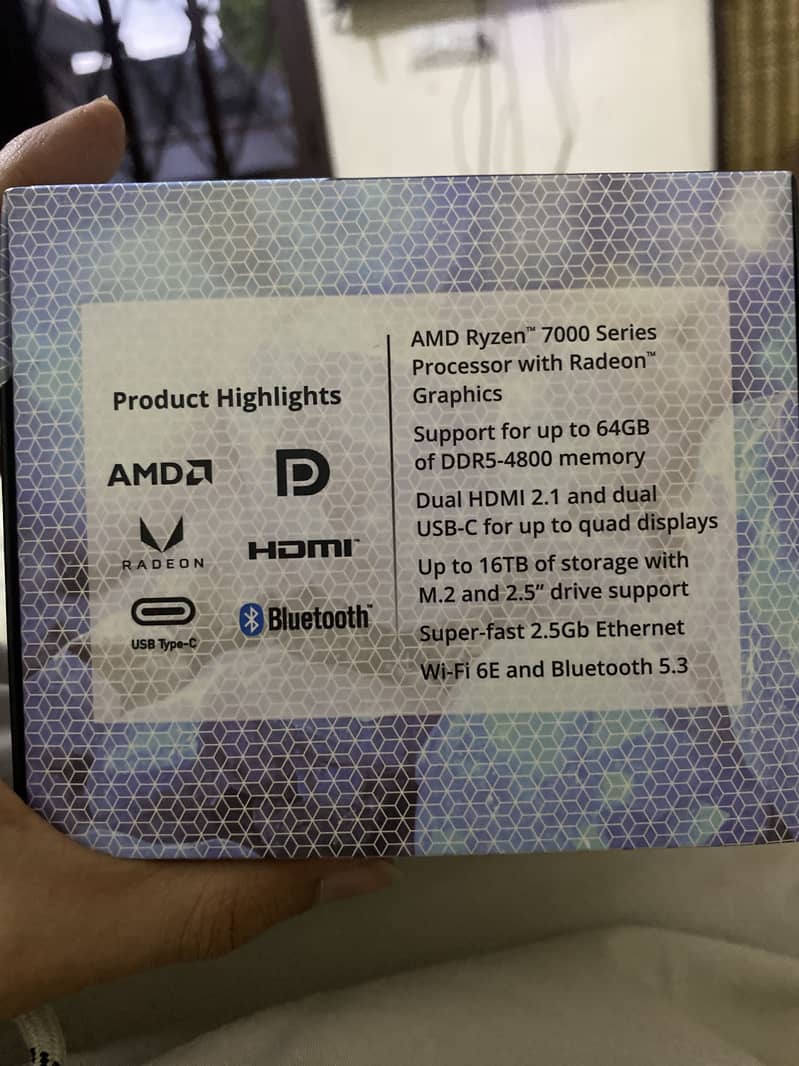 Product Highlights
AMD
RADEON
HDMI™
USB Type-C
Bluetooth™
AMD Ryzen™ 7000 Series
Processor with Radeon™
Graphics
Support for up to 64GB
of DDR5-4800 memory
Dual HDMI 2.1 and dual
USB-C for up to quad displays
Up to 16TB of storage with
M.2 and 2.5” drive support
Super-fast 2.5Gb Ethernet
Wi-Fi 6E and Bluetooth 5.3